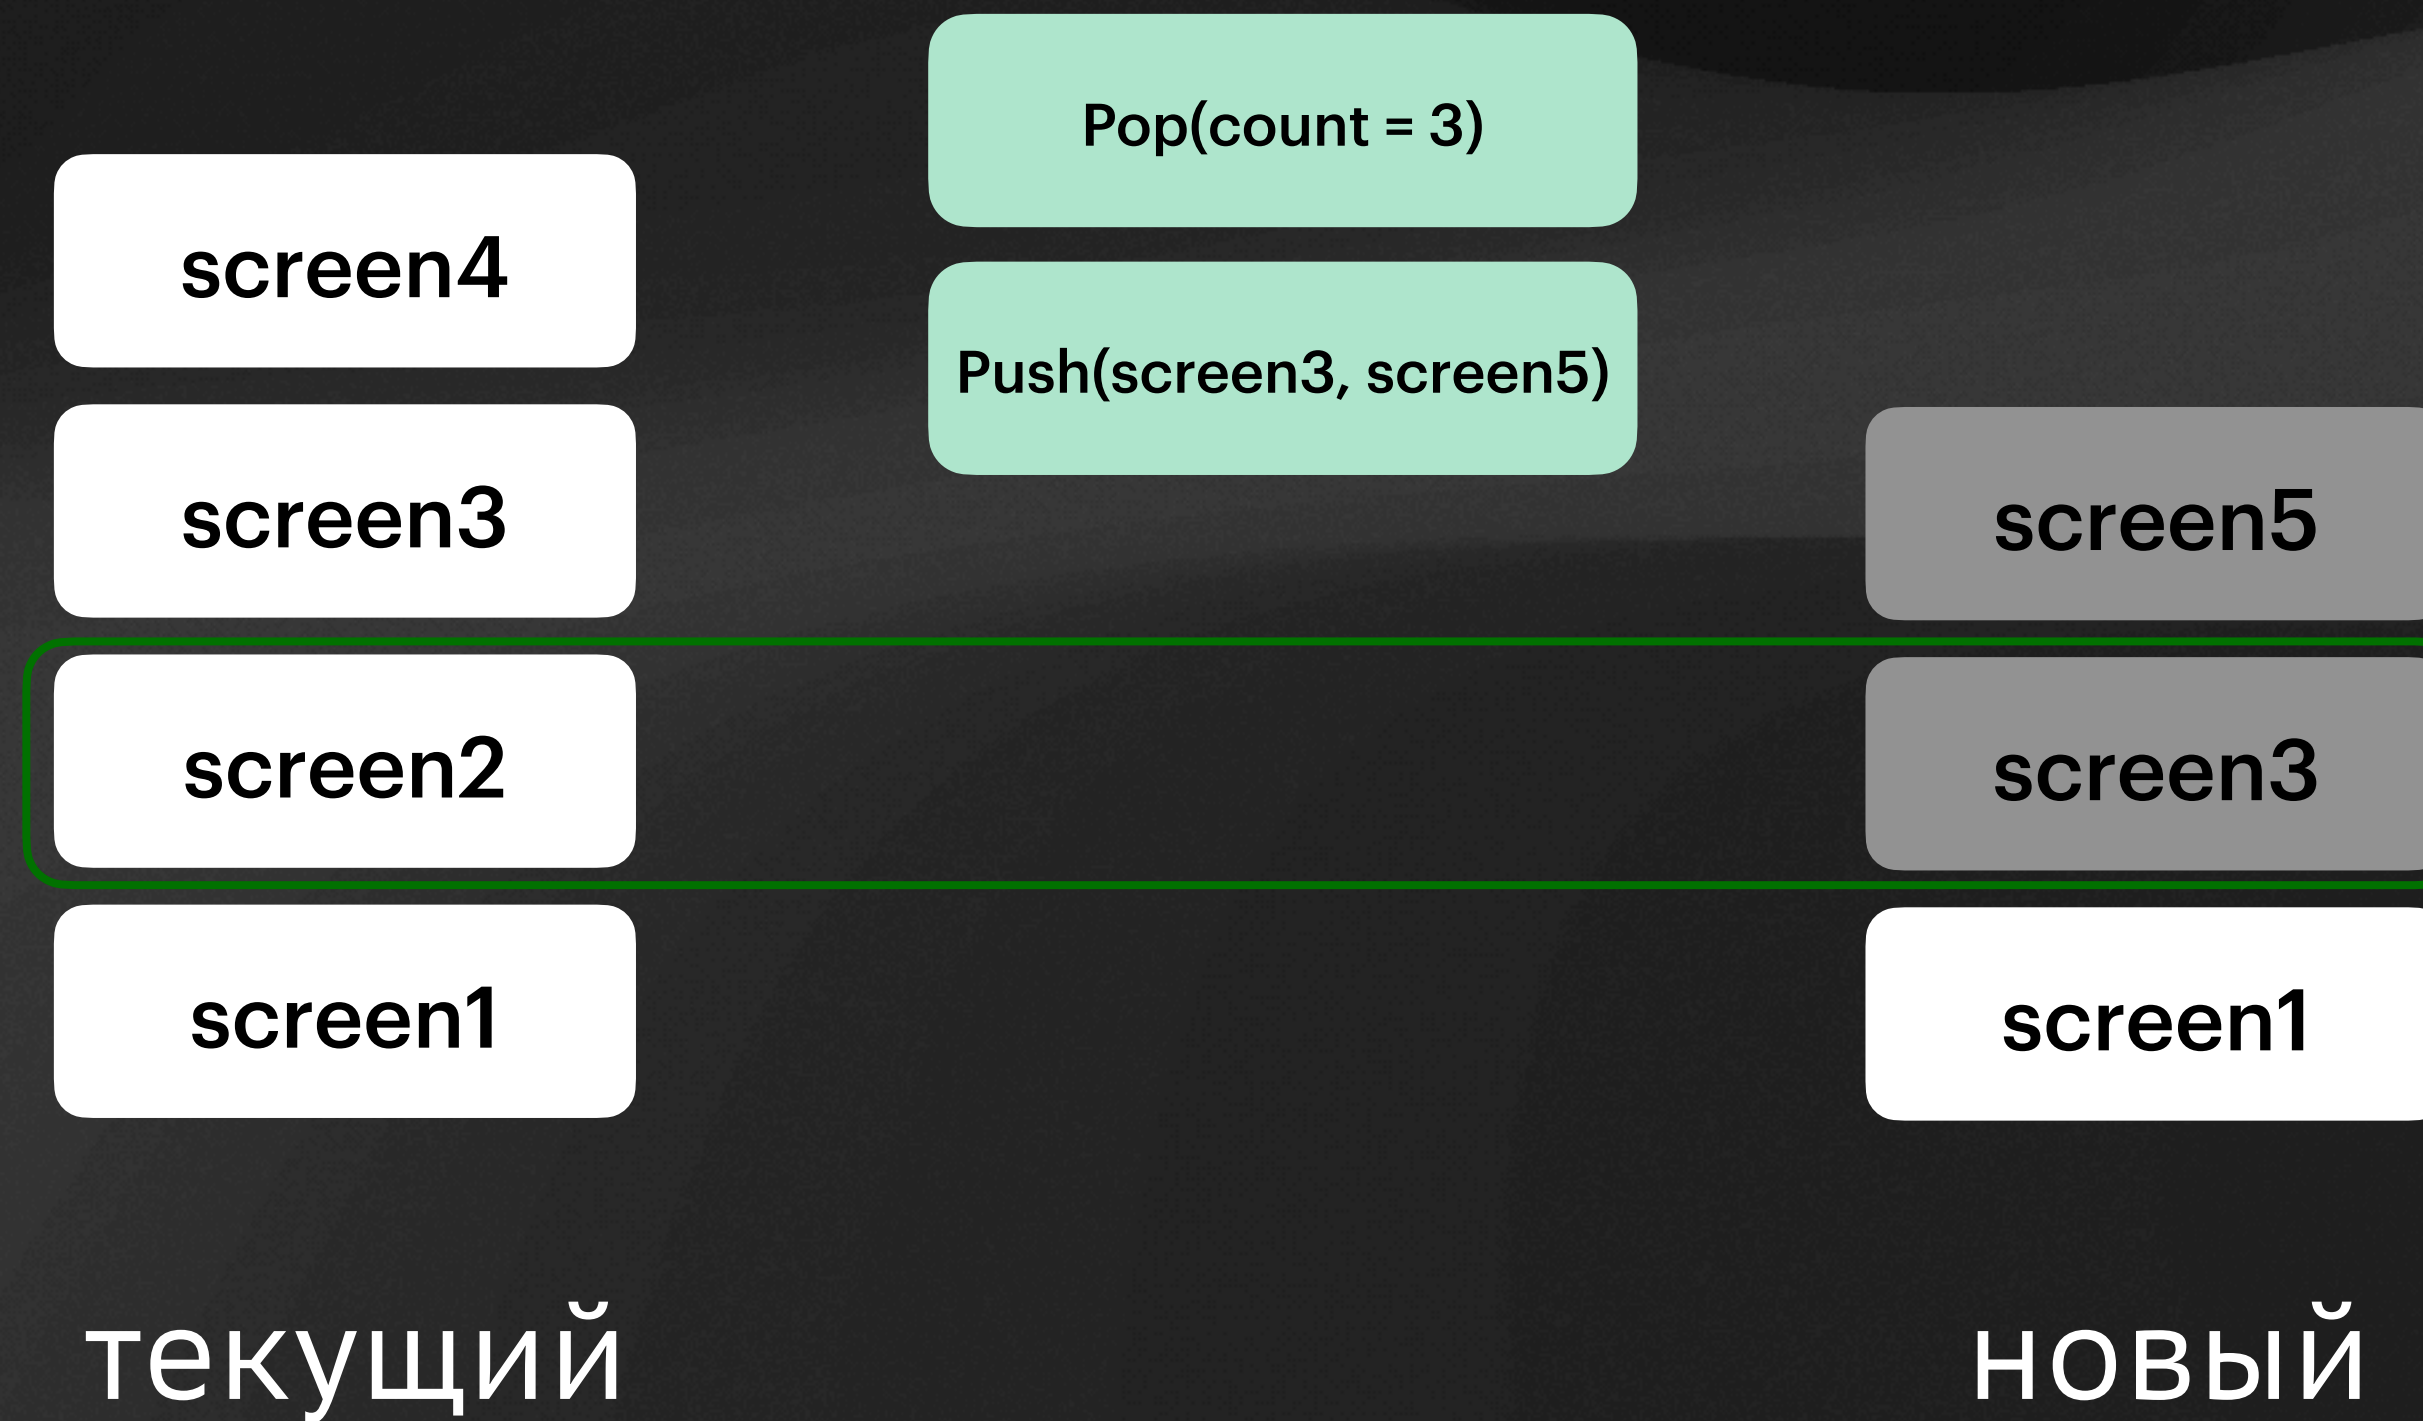 Pop(count = 3)
screen4
Push(screen3, screen5)
screen3
screen5
screen2
screen3
screen1
screen1
текущий
новый